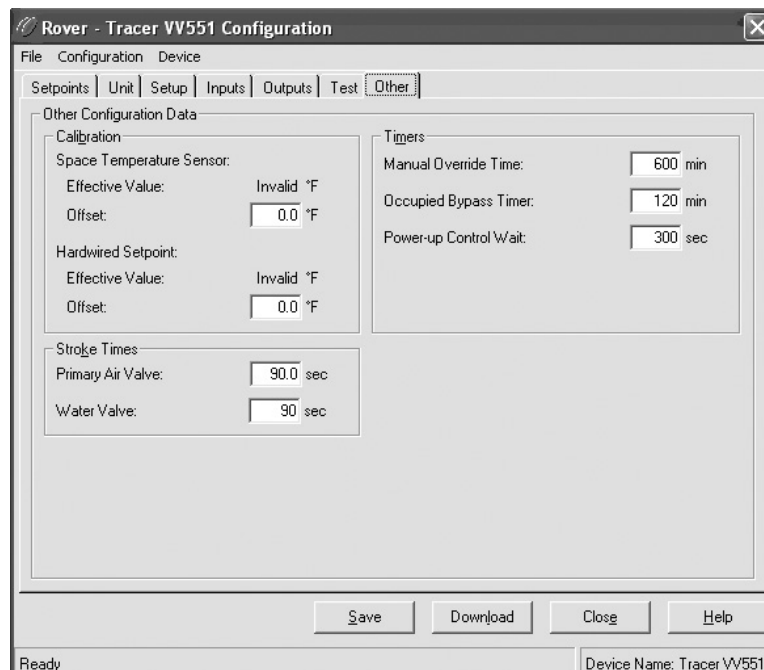 Rover - Tracer VV551 Configuration
File Configuration Device
Setpoints Unit Setup Inputs Outputs Test Other
Other Configuration Data
Calibration
Space Temperature Sensor:
Effective Value: Invalid °F
Offset: 0.0 °F
Hardwired Setpoint:
Effective Value: Invalid °F
Offset: 0.0 °F
Timers
Manual Override Time: 600 min
Occupied Bypass Timer: 120 min
Power-up Control Wait: 300 sec
Stroke Times
Primary Air Valve: 90.0 sec
Water Valve: 90 sec
Save Download Close Help
Ready Device Name: Tracer VV551